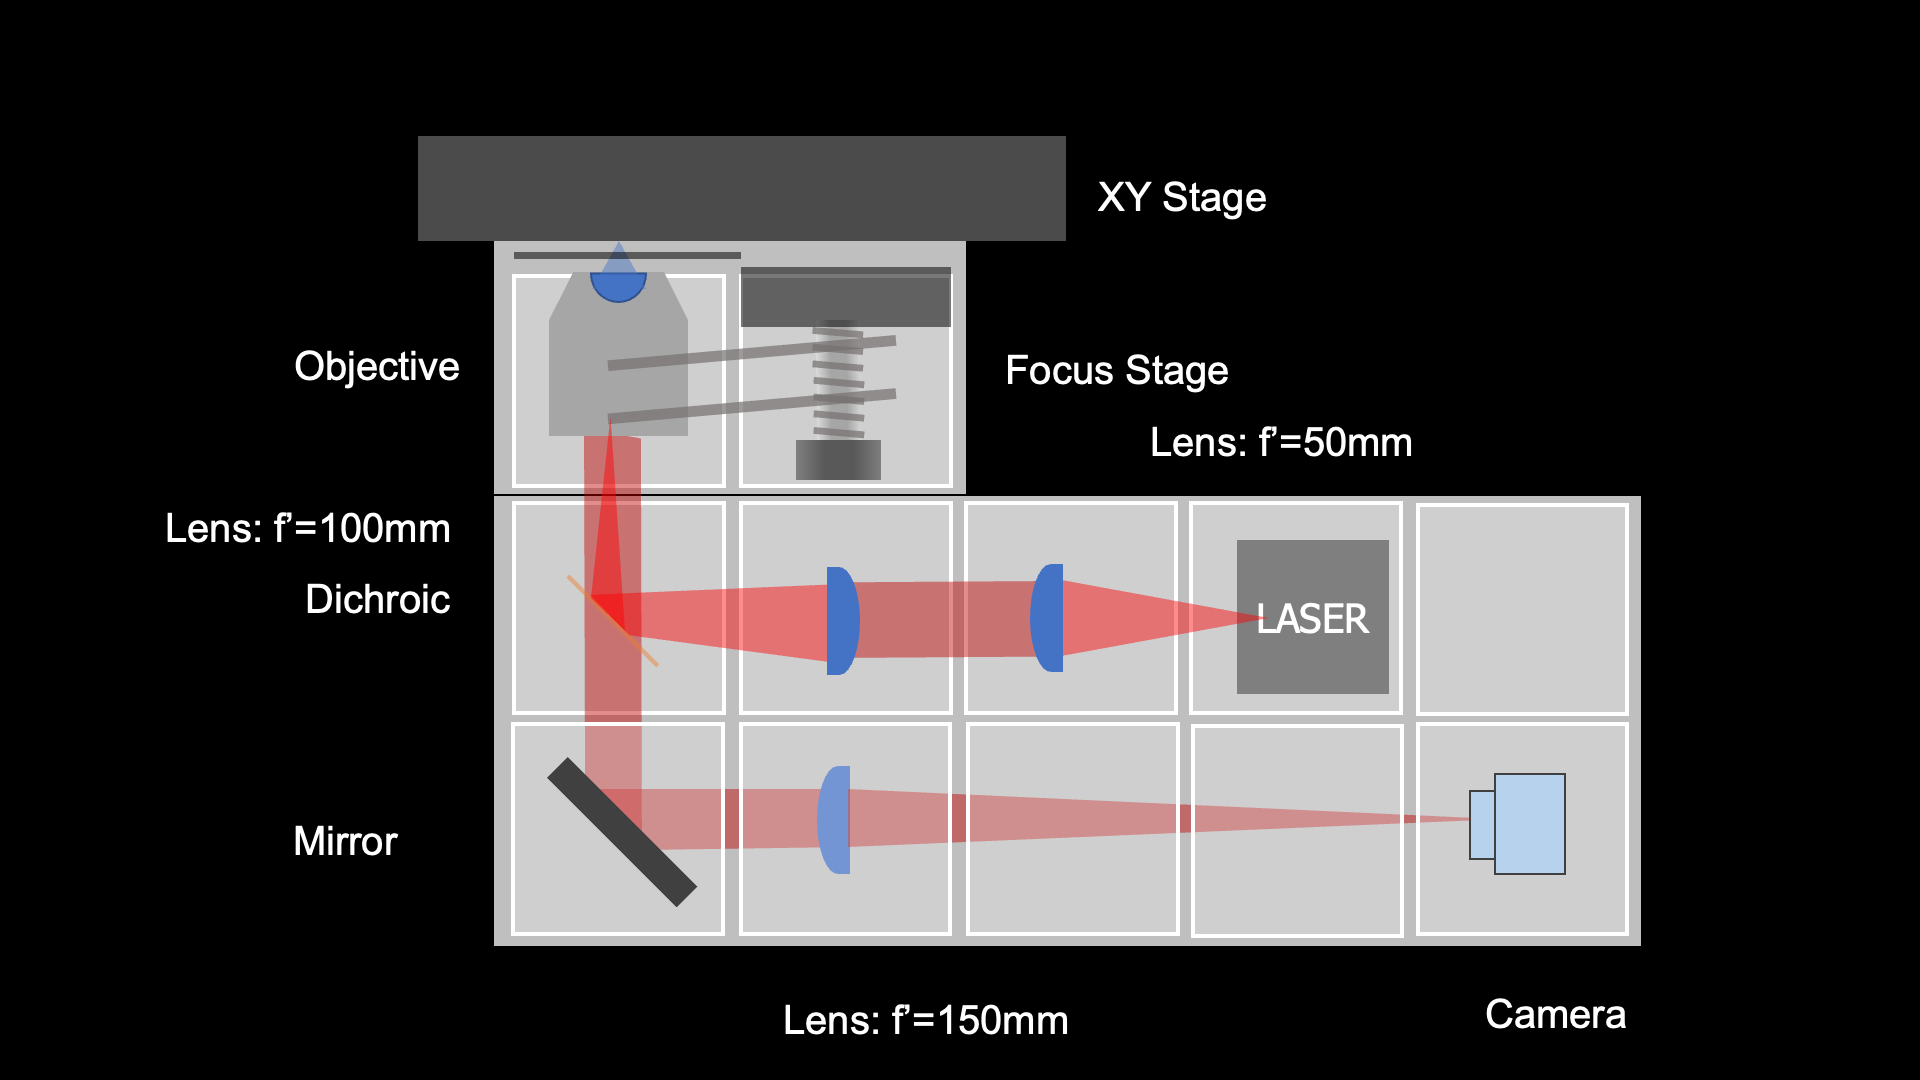 XY Stage
Objective
Focus Stage
Lens: f’=50mm
Lens: f’=100mm
Dichroic
LASER
Mirror
Lens: f’=150mm
Camera